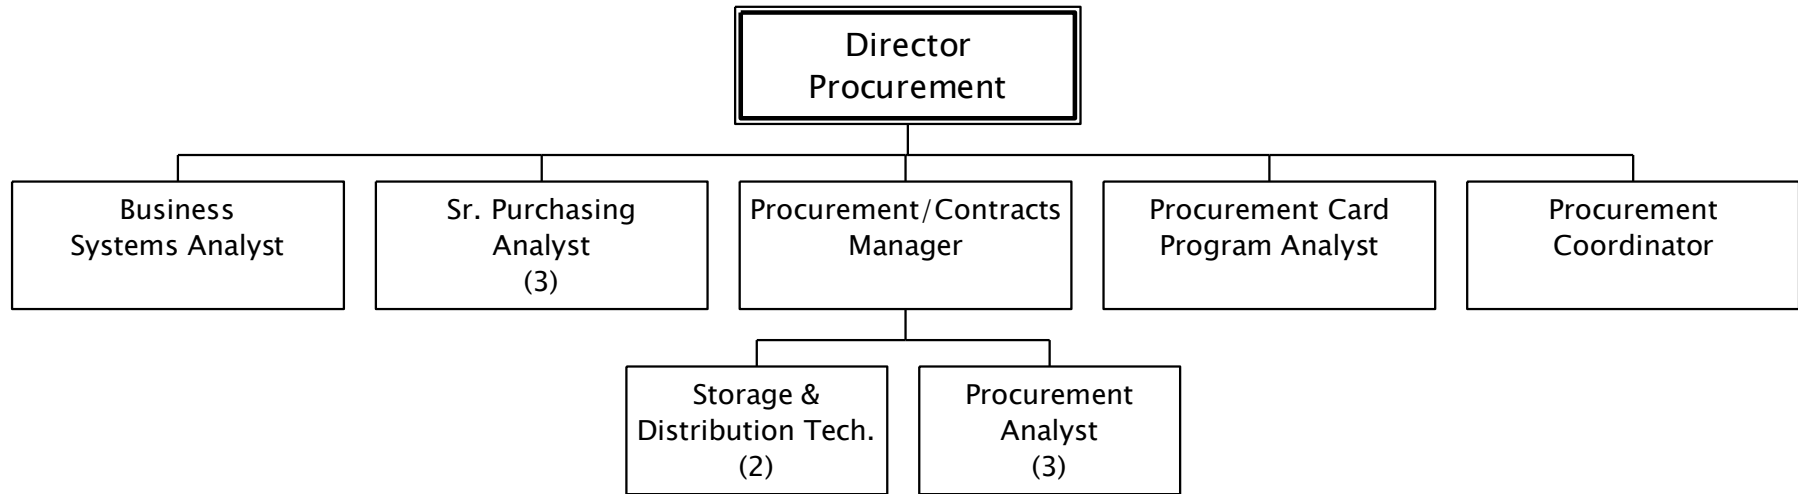 Director
Procurement
Business
Systems Analyst
Sr. Purchasing
Analyst
(3)
Procurement/Contracts
Manager
Procurement Card
Program Analyst
Procurement
Coordinator
Storage &
Distribution Tech.
(2)
Procurement
Analyst
(3)